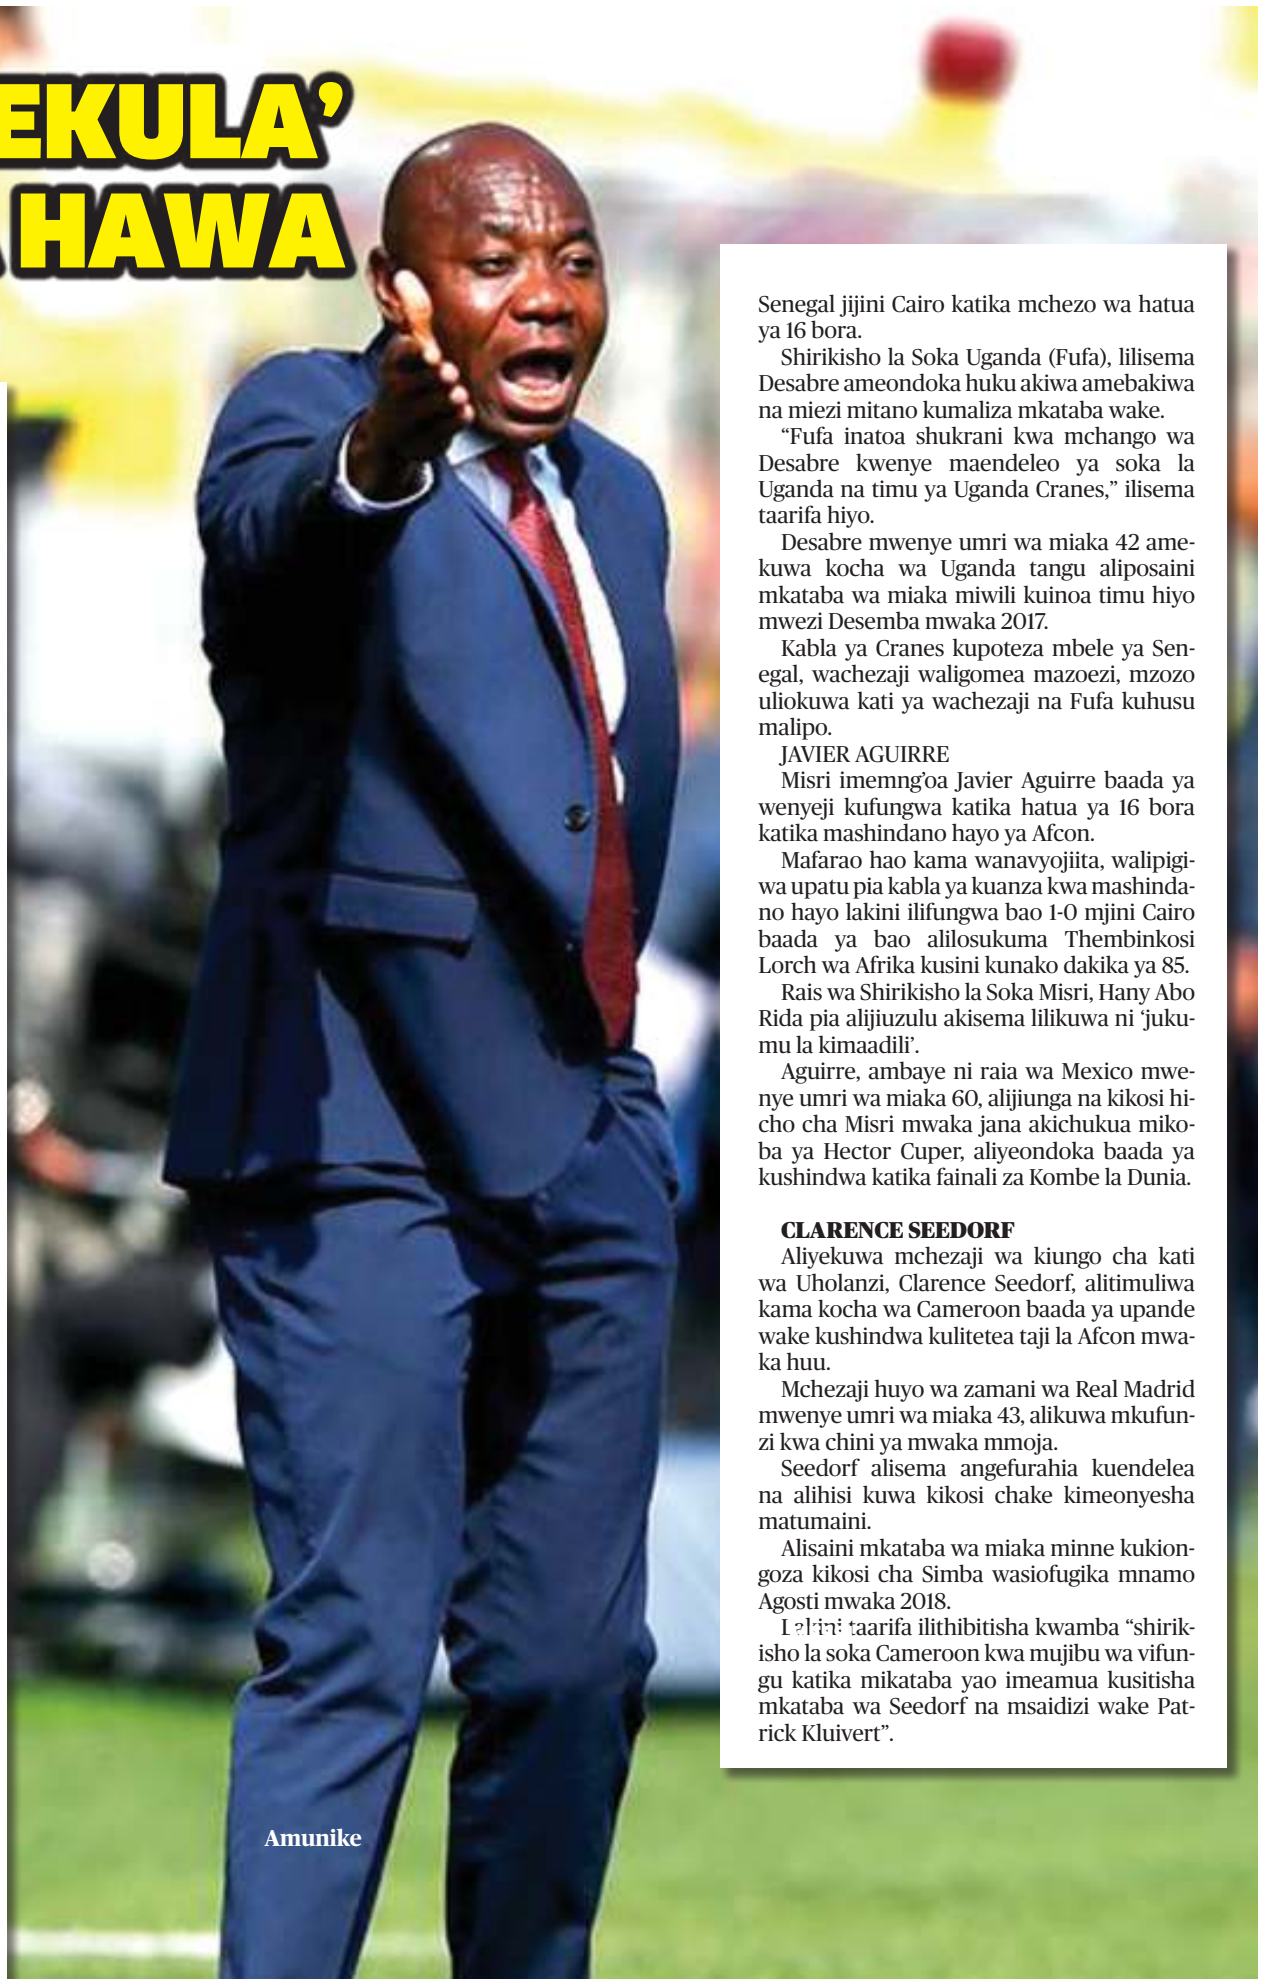 EKULA’
HAWA
Senegal jijini Cairo katika mchezo wa hatua
ya 16 bora.
Shirikisho la Soka Uganda (Fufa), lilisema
Desabre ameondoka huku akiwa amebakiwa
na miezi mitano kumaliza mkataba wake.
“Fufa inatoa shukrani kwa mchango wa
Desabre kwenye maendeleo ya soka la
Uganda na timu ya Uganda Cranes,” ilisema
taarifa hiyo.
Desabre mwenye umri wa miaka 42 ame-
kuwa kocha wa Uganda tangu aliposaini
mkataba wa miaka miwili kuinoa timu hiyo
mwezi Desemba mwaka 2017.
Kabla ya Cranes kupoteza mbele ya Sen-
egal, wachezaji waligomea mazoezi, mzozo
uliokuwa kati ya wachezaji na Fufa kuhusu
malipo.
JAVIER AGUIRRE
Misri imemng’oa Javier Aguirre baada ya
wenyeji kufungwa katika hatua ya 16 bora
katika mashindano hayo ya Afcon.
Mafarao hao kama wanavyojiita, walipigi-
wa upatu pia kabla ya kuanza kwa mashinda-
no hayo lakini ilifungwa bao 1-0 mjini Cairo
baada ya bao alilosukuma Thembinkosi
Lorch wa Afrika kusini kunako dakika ya 85.
Rais wa Shirikisho la Soka Misri, Hany Abo
Rida pia alijiuzulu akisema lilikuwa ni ‘juku-
mu la kimaadili’.
Aguirre, ambaye ni raia wa Mexico mwe-
nye umri wa miaka 60, alijiunga na kikosi hi-
cho cha Misri mwaka jana akichukua miko-
ba ya Hector Cuper, aliyeondoka baada ya
kushindwa katika fainali za Kombe la Dunia.
CLARENCE SEEDORF
Aliyekuwa mchezaji wa kiungo cha kati
wa Uholanzi, Clarence Seedorf, alitimuliwa
kama kocha wa Cameroon baada ya upande
wake kushindwa kulitetea taji la Afcon mwa-
ka huu.
Mchezaji huyo wa zamani wa Real Madrid
mwenye umri wa miaka 43, alikuwa mkufun-
zi kwa chini ya mwaka mmoja.
Seedorf alisema angefurahia kuendelea
na alihisi kuwa kikosi chake kimeonyesha
matumaini.
Alisaini mkataba wa miaka minne kukion-
goza kikosi cha Simba wasiofugika mnamo
Agosti mwaka 2018.
Lakini taarifa ilithibitisha kwamba “shirik-
isho la soka Cameroon kwa mujibu wa vifun-
gu katika mikataba yao imeamua kusitisha
mkataba wa Seedorf na msaidizi wake Pat-
rick Kluivert”.
Amunike